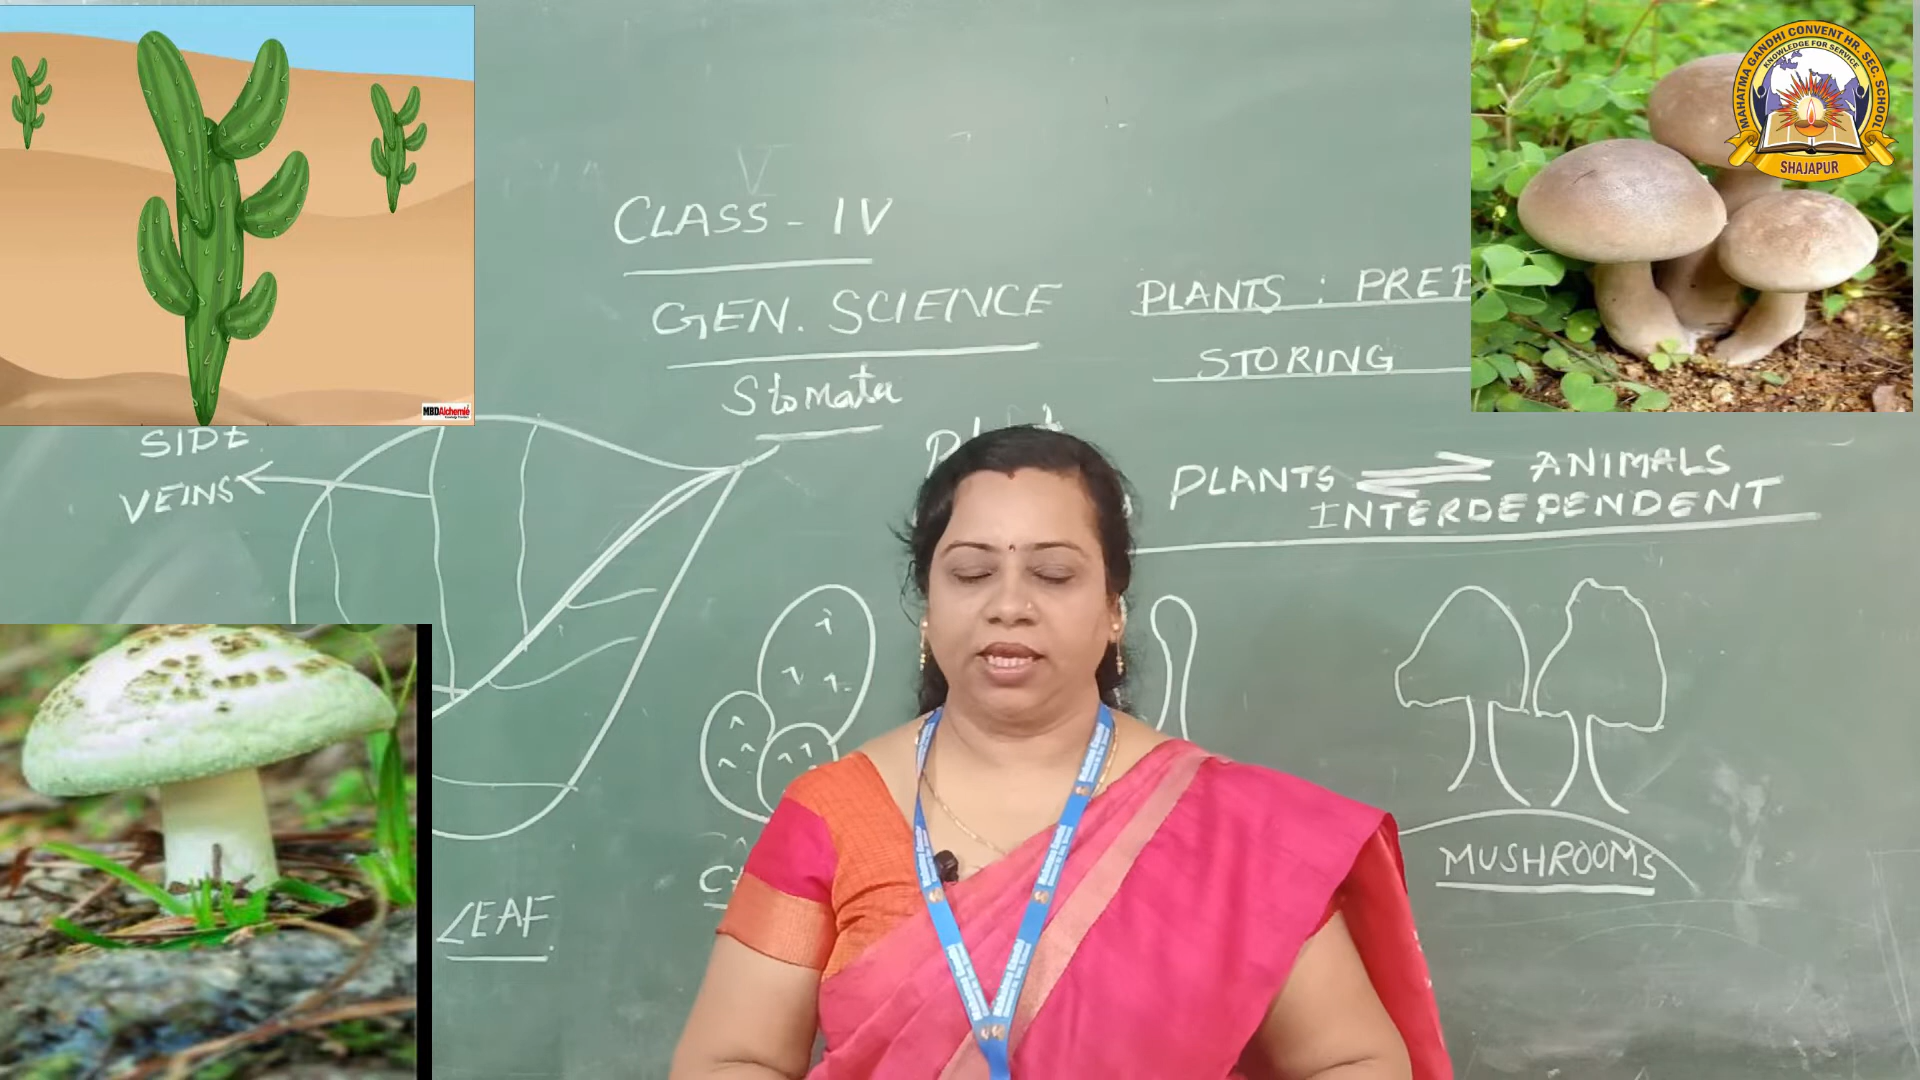 MAHATMA GANDHI CONVENT HR. SEC. SCHOOL
KNOWLEDGE FOR SERVICE
SHAJAPUR
V
CLASS - IV
GEN. SCIENCE
PLANTS : PREP
STORING
Stomata
MBDAlchemie
SIDE
VEINS
PLANTS ANIMALS
INTERDEPENDENT
MUSHROOMS
LEAF.